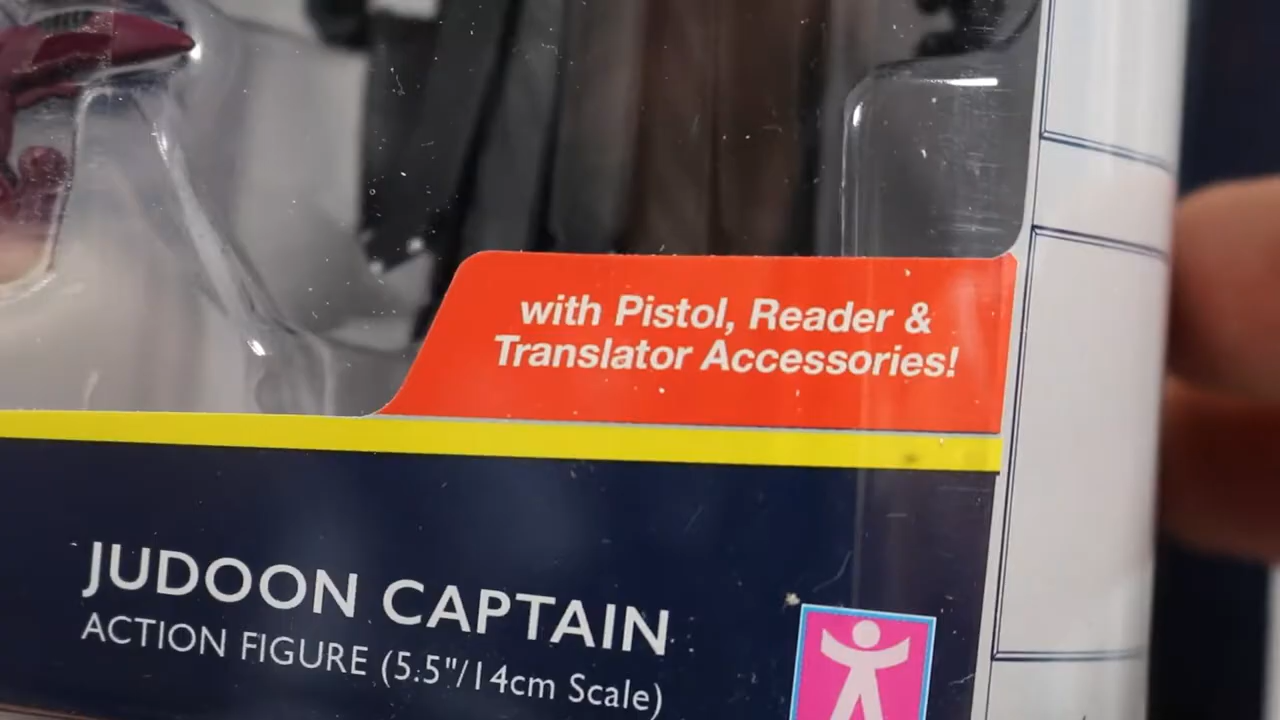 with Pistol, Reader &
Translator Accessories!
JUDOON CAPTAIN
ACTION FIGURE (5.5"/14cm Scale)